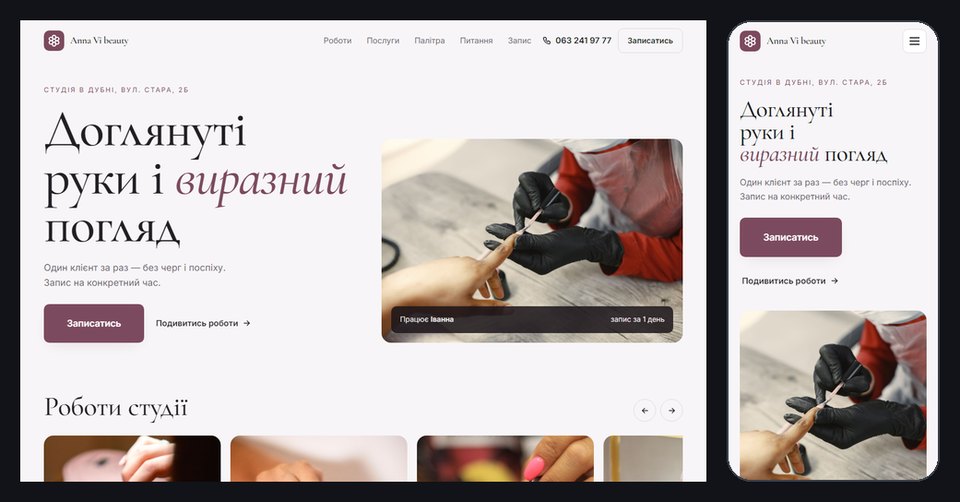 Anna Vi beauty
Роботи Послуги Палітра Питання Запис 063 241 97 77 Записатись
СТУДІЯ В ДУБНІ, ВУЛ. СТАРА, 2Б
Доглянуті
руки і виразний
погляд
Один клієнт за раз — без черг і поспіху.
Запис на конкретний час.
Записатись Подивитись роботи →
Працює Іванна запис за 1 день
Роботи студії
← →
Anna Vi beauty
СТУДІЯ В ДУБНІ, ВУЛ. СТАРА, 2Б
Доглянуті
руки і
виразний погляд
Один клієнт за раз — без черг і поспіху.
Запис на конкретний час.
Записатись
Подивитись роботи →